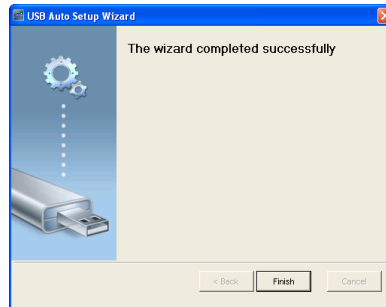 USB Auto Setup Wizard
The wizard completed successfully
< Back
Finish
Cancel